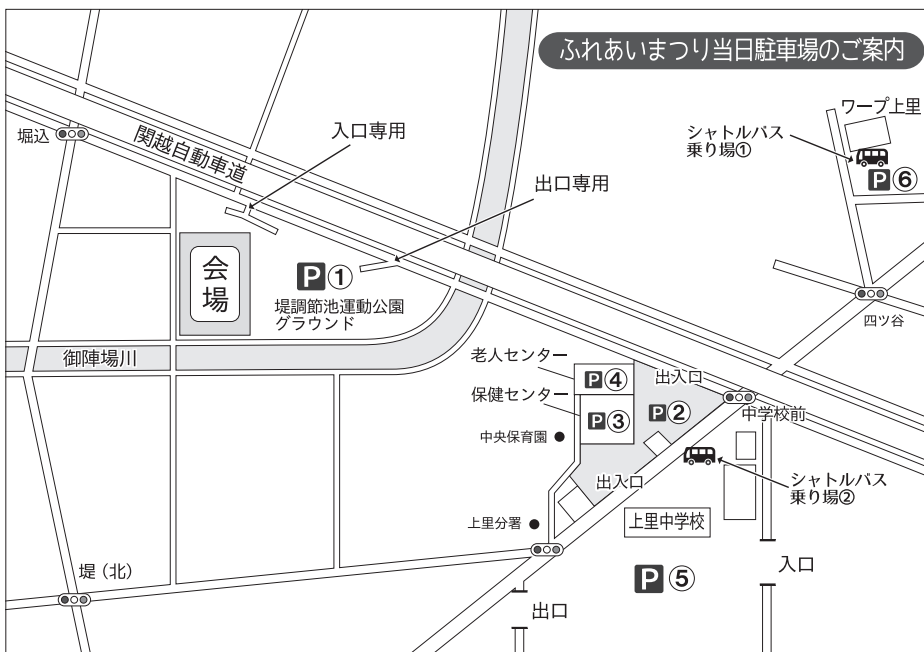 ふれあいまつり当日駐車場のご案内
ワープ上里
シャトルバス
乗り場①
P⑥
堀込
関越自動車道
入口専用
出口専用
会場
P①
堤調節池運動公園
グラウンド
四ツ谷
御陣場川
老人センター
P④
出入口
保健センター
P③
P②
中学校前
中央保育園
出入口
シャトルバス
乗り場②
上里分署
上里中学校
堤（北）
P⑤
入口
出口